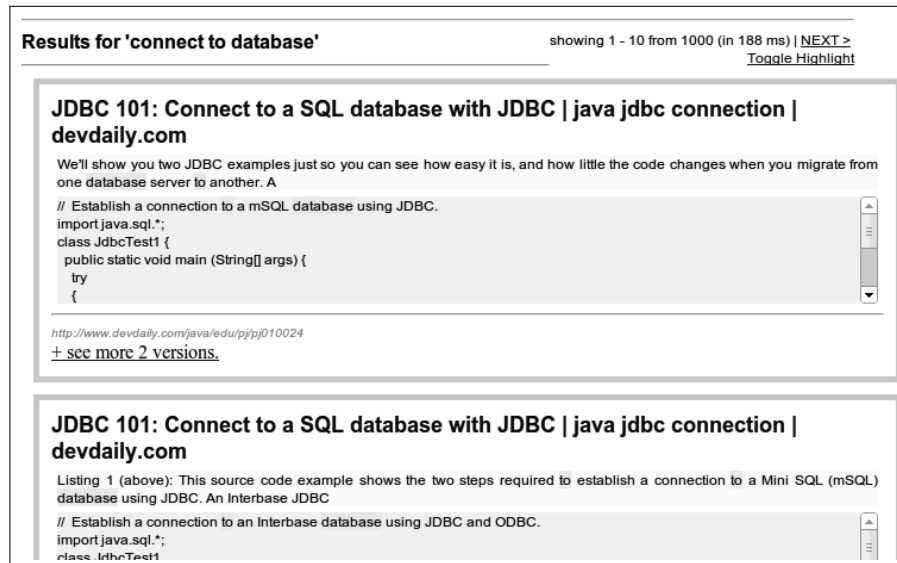 Results for 'connect to database'
showing 1 - 10 from 1000 (in 188 ms) | NEXT >
Toggle Highlight
JDBC 101: Connect to a SQL database with JDBC | java jdbc connection |
devdaily.com
We'll show you two JDBC examples just so you can see how easy it is, and how little the code changes when you migrate from
one database server to another. A
// Establish a connection to a mSQL database using JDBC.
import java.sql.*;
class JdbcTest1 {
public static void main (String[] args) {
try
{
http://www.devdaily.com/java/edu/pj/pj010024
+ see more 2 versions.
JDBC 101: Connect to a SQL database with JDBC | java jdbc connection |
devdaily.com
Listing 1 (above): This source code example shows the two steps required to establish a connection to a Mini SQL (mSQL)
database using JDBC. An Interbase JDBC
// Establish a connection to an Interbase database using JDBC and ODBC.
import java.sql.*;
class JdbcTest1